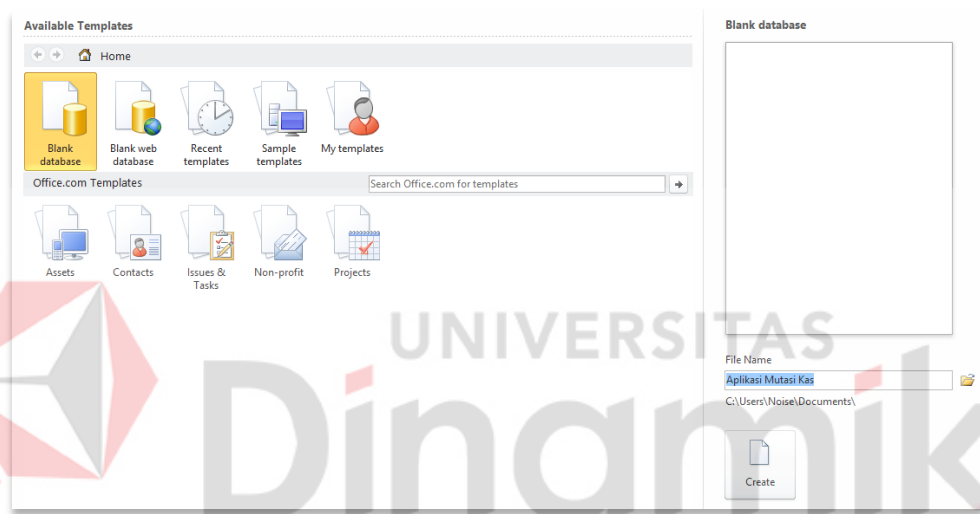 Available Templates
Home
Blank database
Blank web database
Recent templates
Sample templates
My templates
Office.com Templates
Search Office.com for templates
Assets
Contacts
Issues & Tasks
Non-profit
Projects
Blank database
File Name
Aplikasi Mutasi Kas
C:\Users\Noise\Documents\
Create
UNIVERSITAS
Dinamik